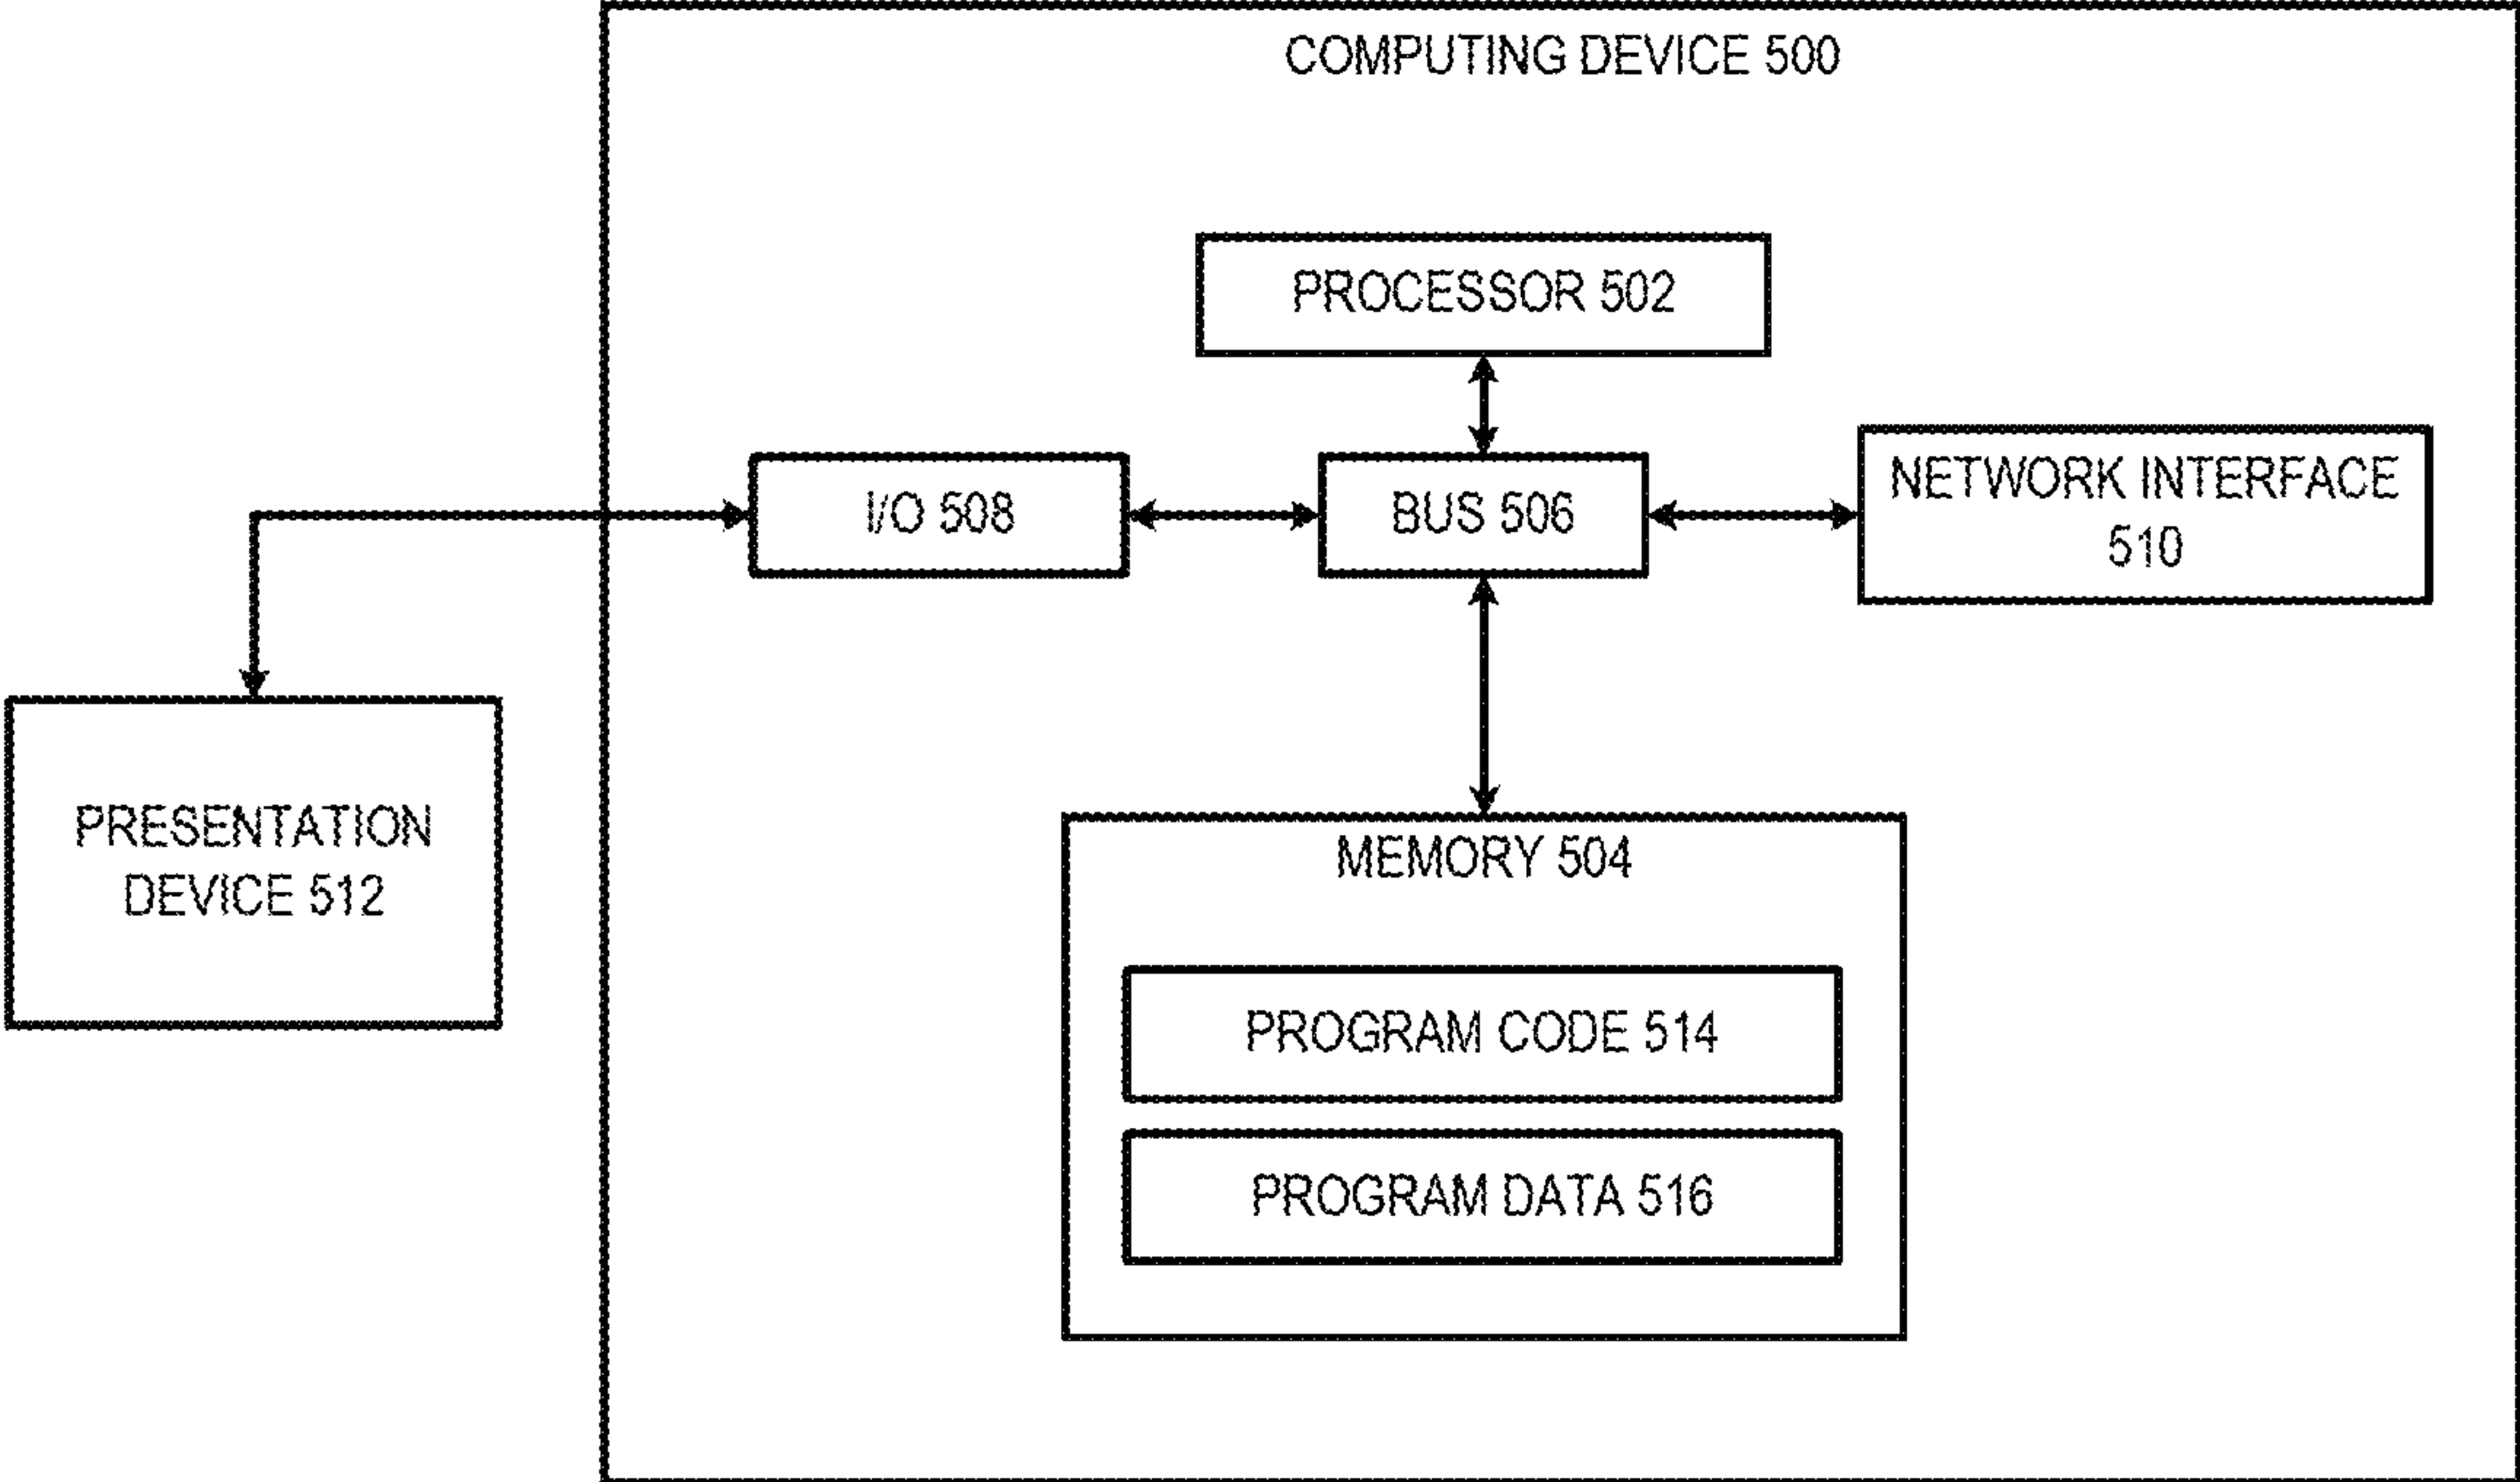 COMPUTING DEVICE 500
PROCESSOR 502
I/O 508
BUS 506
NETWORK INTERFACE
510
PRESENTATION
DEVICE 512
MEMORY 504
PROGRAM CODE 514
PROGRAM DATA 516